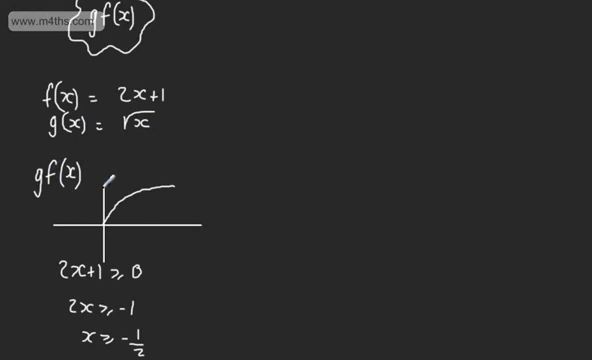 gf(x)
www.m4ths.com
f(x) = 2x+1
g(x) = √x
gf(x)
2x+1 ≥ 0
2x ≥ -1
x ≥ -1/2